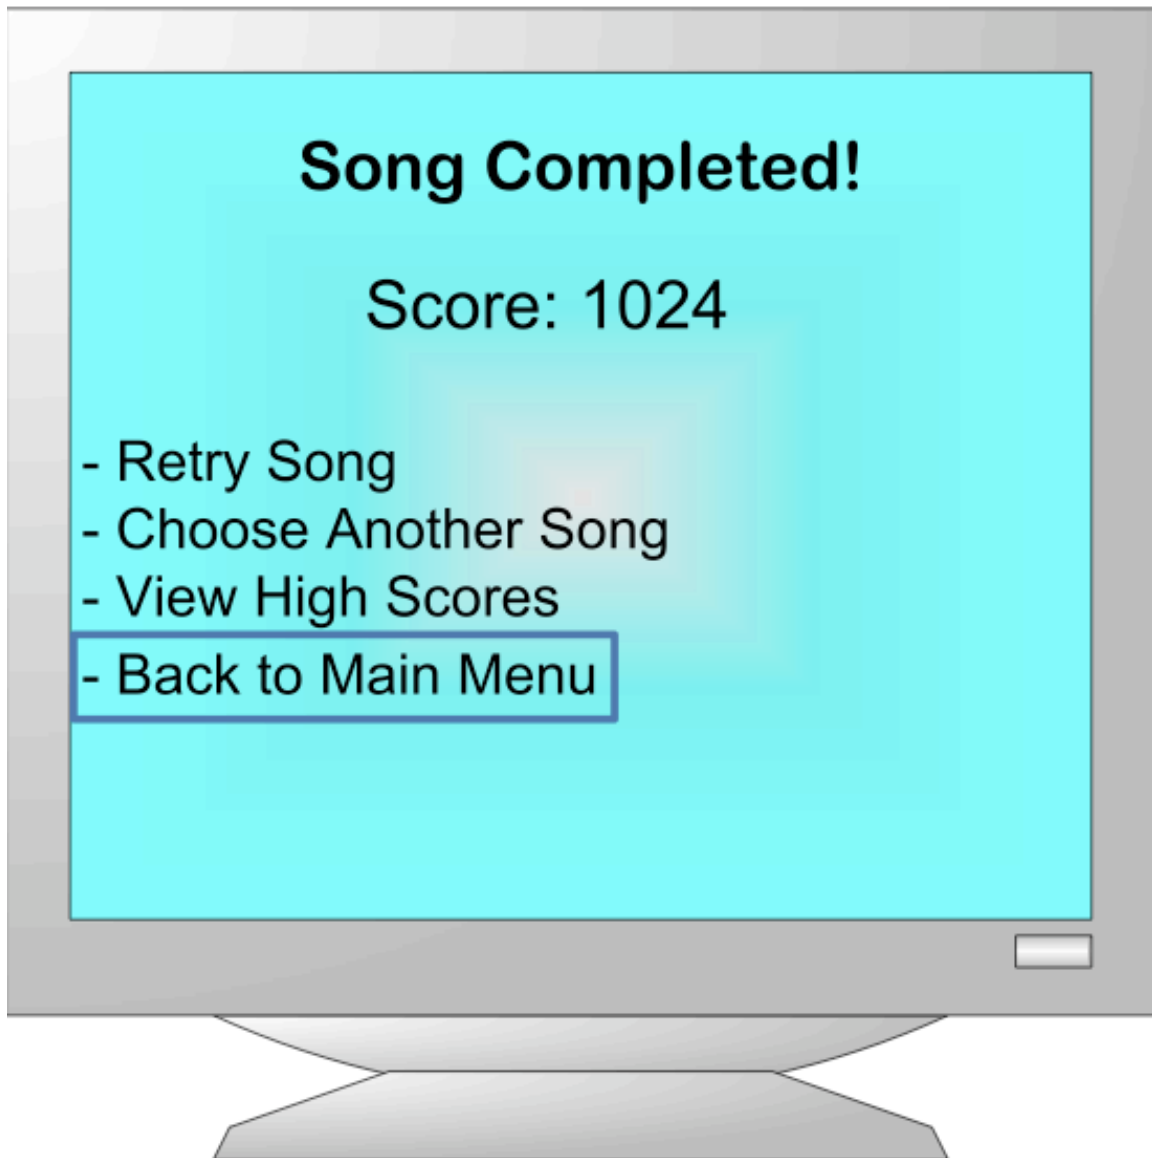 Song Completed!
Score: 1024
- Retry Song
- Choose Another Song
- View High Scores
- Back to Main Menu